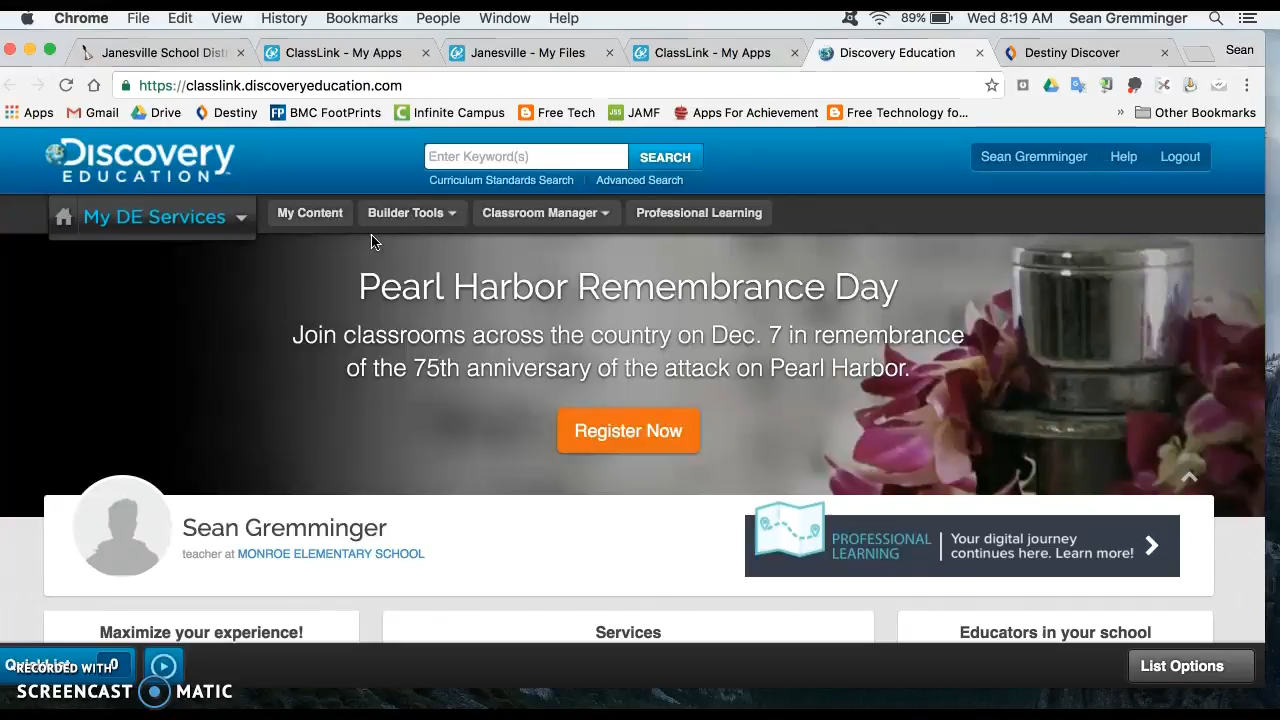 Chrome File Edit View History Bookmarks People Window Help 89% Wed 8:19 AM Sean Gremminger
Janesville School Distr ClassLink - My Apps Janesville - My Files ClassLink - My Apps Discovery Education Destiny Discover Sean
https://classlink.discoveryeducation.com
Apps Gmail Drive Destiny FP BMC FootPrints Infinite Campus Free Tech JSS JAMF Apps For Achievement Free Technology fo... » Other Bookmarks
Discovery
EDUCATION
Enter Keyword(s) SEARCH
Curriculum Standards Search Advanced Search
Sean Gremminger Help Logout
My DE Services My Content Builder Tools Classroom Manager Professional Learning
Pearl Harbor Remembrance Day
Join classrooms across the country on Dec. 7 in remembrance
of the 75th anniversary of the attack on Pearl Harbor.
Register Now
Sean Gremminger
teacher at MONROE ELEMENTARY SCHOOL
PROFESSIONAL
LEARNING
Your digital journey
continues here. Learn more!
Maximize your experience! Services Educators in your school
0
List Options
RECORDED WITH
SCREENCAST MATIC